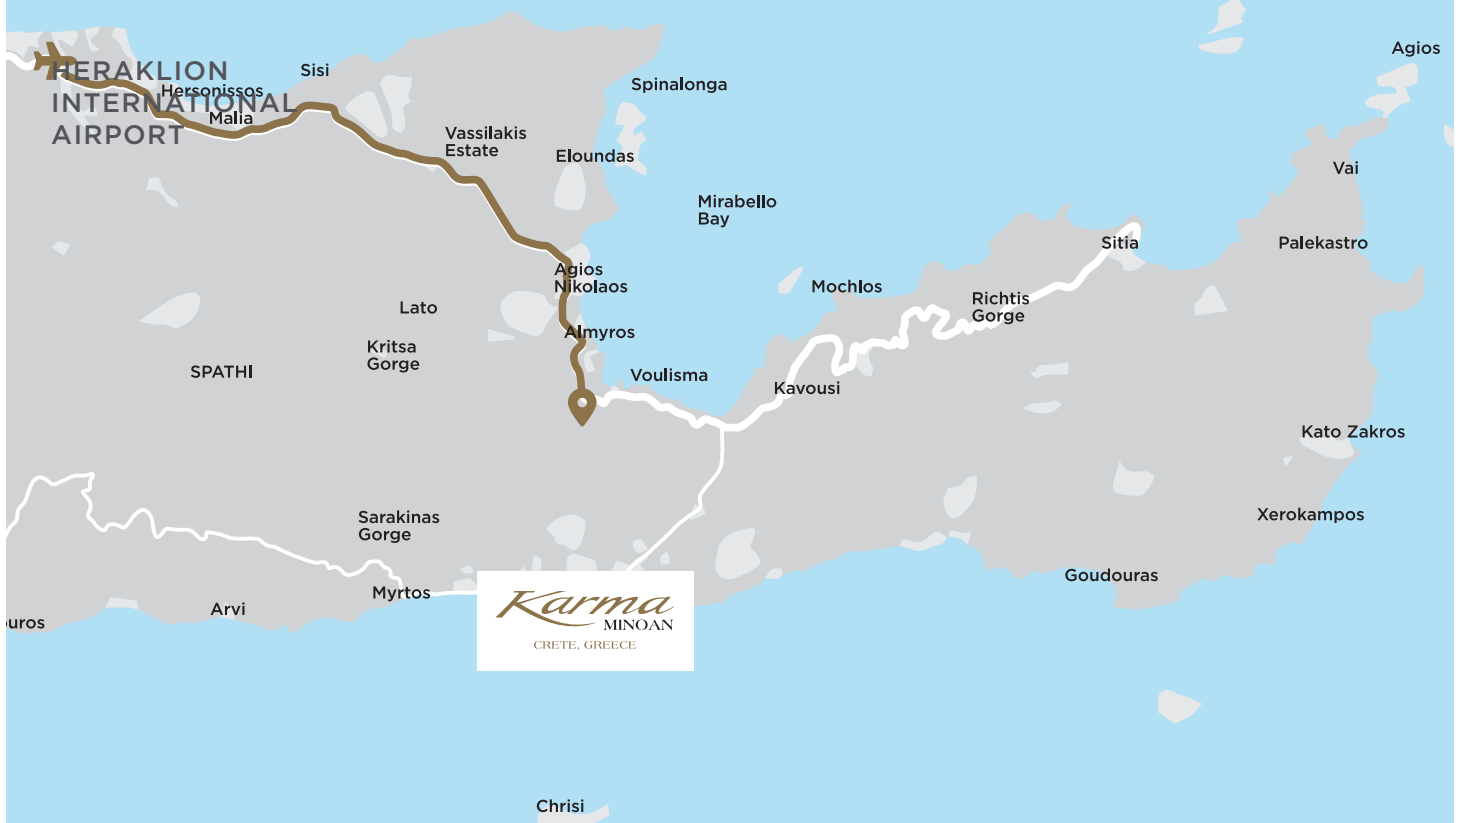 Agios
HERAKLION
INTERNATIONAL
AIRPORT
Sisi
Hersonissos
Malia
Spinalonga
Vassilakis
Estate
Eloundas
Vai
Mirabello
Bay
Sitia
Palekastro
Agios
Nikolaos
Mochlos
Richtis
Gorge
Lato
Almyros
Kritsa
Gorge
SPATHI
Voulisma
Kavousi
Kato Zakros
Sarakinas
Gorge
Xerokampos
Goudouras
Myrtos
Arvi
ouros
Karma
MINOAN
CRETE, GREECE
Chrisi